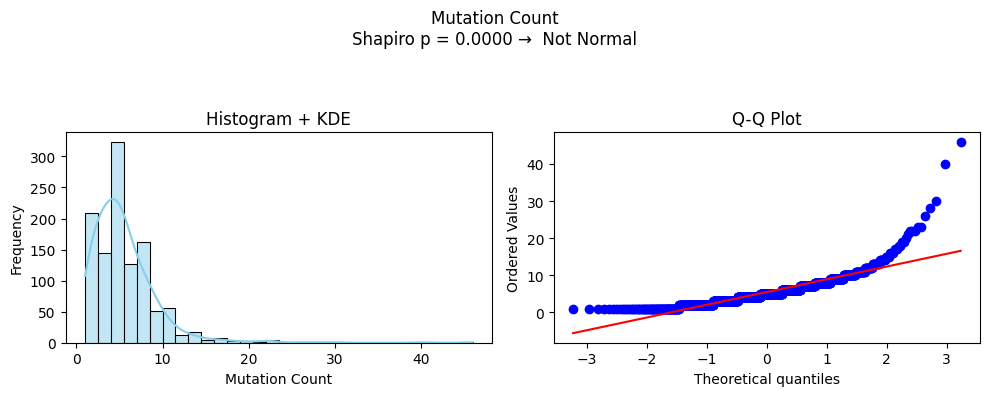 Mutation Count
Shapiro p = 0.0000 → Not Normal
Histogram + KDE
Frequency
300
250
200
150
100
50
0
0 10 20 30 40
Mutation Count
Q-Q Plot
Ordered Values
40
30
20
10
0
−3 −2 −1 0 1 2 3
Theoretical quantiles